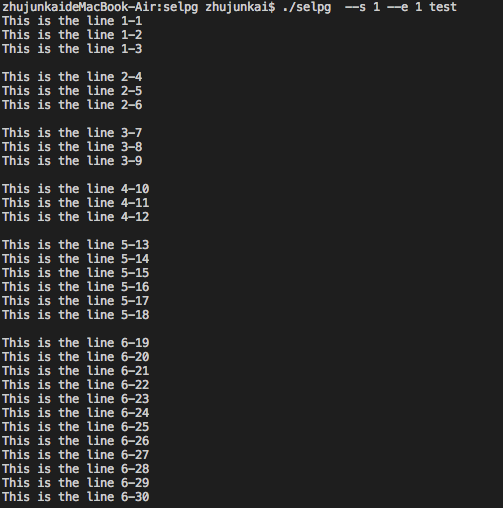 zhujunkaideMacBook-Air:selpg zhujunkai$ ./selpg  --s 1 --e 1 test
This is the line 1-1
This is the line 1-2
This is the line 1-3

This is the line 2-4
This is the line 2-5
This is the line 2-6

This is the line 3-7
This is the line 3-8
This is the line 3-9

This is the line 4-10
This is the line 4-11
This is the line 4-12

This is the line 5-13
This is the line 5-14
This is the line 5-15
This is the line 5-16
This is the line 5-17
This is the line 5-18

This is the line 6-19
This is the line 6-20
This is the line 6-21
This is the line 6-22
This is the line 6-23
This is the line 6-24
This is the line 6-25
This is the line 6-26
This is the line 6-27
This is the line 6-28
This is the line 6-29
This is the line 6-30